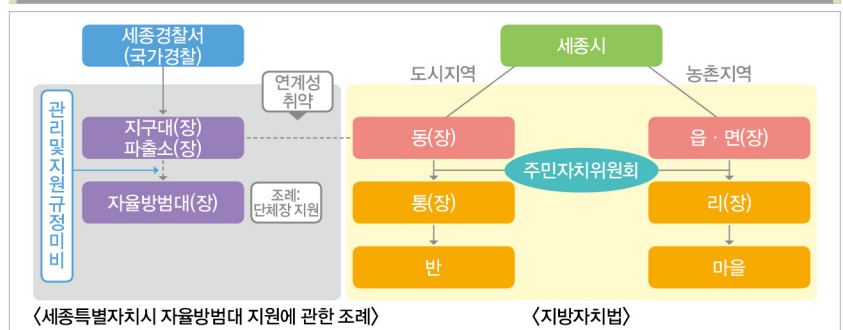 세종경찰서
(국가경찰)
세종시
도시지역
농촌지역
연계성
취약
관리및지원규정미비
지구대(장)
파출소(장)
동(장)
읍 · 면(장)
주민자치위원회
자율방범대(장)
조례:
단체장 지원
통(장)
리(장)
반
마을
〈세종특별자치시 자율방범대 지원에 관한 조례〉
〈지방자치법〉